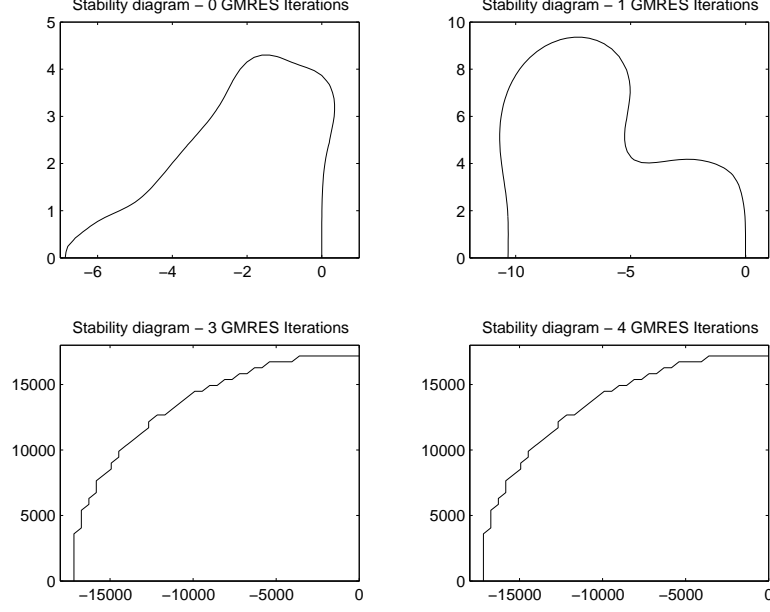 Stability diagram – 0 GMRES Iterations
5
4
3
2
1
0
−6 −4 −2 0
Stability diagram – 1 GMRES Iterations
10
8
6
4
2
0
−10 −5 0
Stability diagram – 3 GMRES Iterations
15000
10000
5000
0
−15000 −10000 −5000 0
Stability diagram – 4 GMRES Iterations
15000
10000
5000
0
−15000 −10000 −5000 0